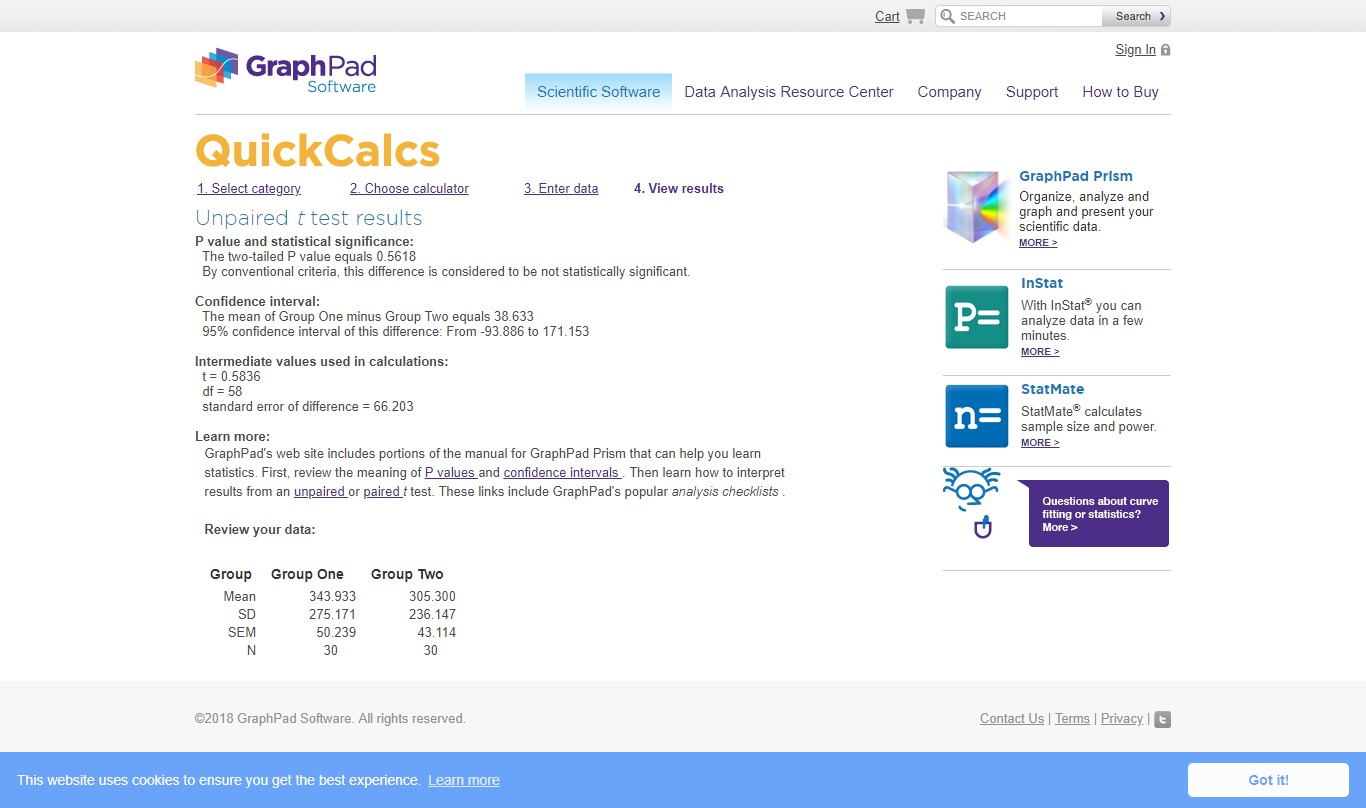 Cart
SEARCH
Search ❯
Sign In
GraphPad
Software
Scientific Software Data Analysis Resource Center Company Support How to Buy
QuickCalcs
1. Select category 2. Choose calculator 3. Enter data 4. View results
Unpaired t test results
P value and statistical significance:
The two-tailed P value equals 0.5618
By conventional criteria, this difference is considered to be not statistically significant.
Confidence interval:
The mean of Group One minus Group Two equals 38.633
95% confidence interval of this difference: From -93.886 to 171.153
Intermediate values used in calculations:
t = 0.5836
df = 58
standard error of difference = 66.203
Learn more:
GraphPad's web site includes portions of the manual for GraphPad Prism that can help you learn
statistics. First, review the meaning of P values and confidence intervals . Then learn how to interpret
results from an unpaired or paired t test. These links include GraphPad's popular analysis checklists .
Review your data:
Group Group One Group Two
Mean 343.933 305.300
SD 275.171 236.147
SEM 50.239 43.114
N 30 30
GraphPad Prism
Organize, analyze and
graph and present your
scientific data.
MORE >
P=
InStat
With InStat® you can
analyze data in a few
minutes.
MORE >
n=
StatMate
StatMate® calculates
sample size and power.
MORE >
Questions about curve
fitting or statistics?
More >
©2018 GraphPad Software. All rights reserved.
Contact Us | Terms | Privacy | t
This website uses cookies to ensure you get the best experience. Learn more
Got it!